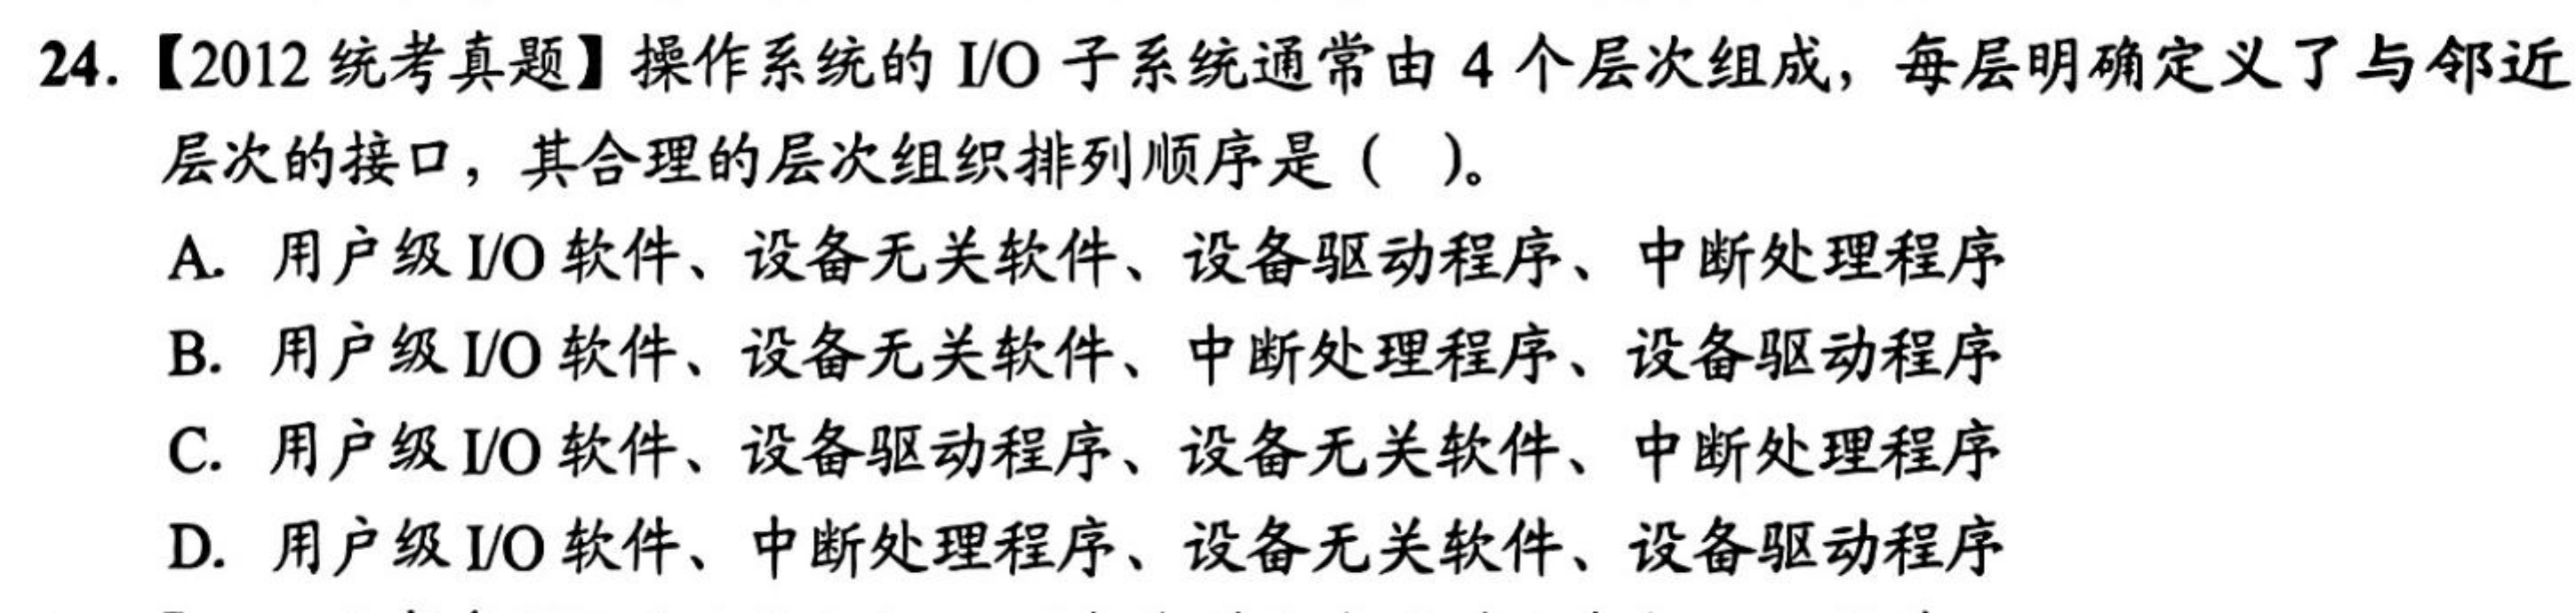 24.【2012 统考真题】操作系统的 I/O 子系统通常由 4 个层次组成，每层明确定义了与邻近
层次的接口，其合理的层次组织排列顺序是（ ）。
A. 用户级 I/O 软件、设备无关软件、设备驱动程序、中断处理程序
B. 用户级 I/O 软件、设备无关软件、中断处理程序、设备驱动程序
C. 用户级 I/O 软件、设备驱动程序、设备无关软件、中断处理程序
D. 用户级 I/O 软件、中断处理程序、设备无关软件、设备驱动程序